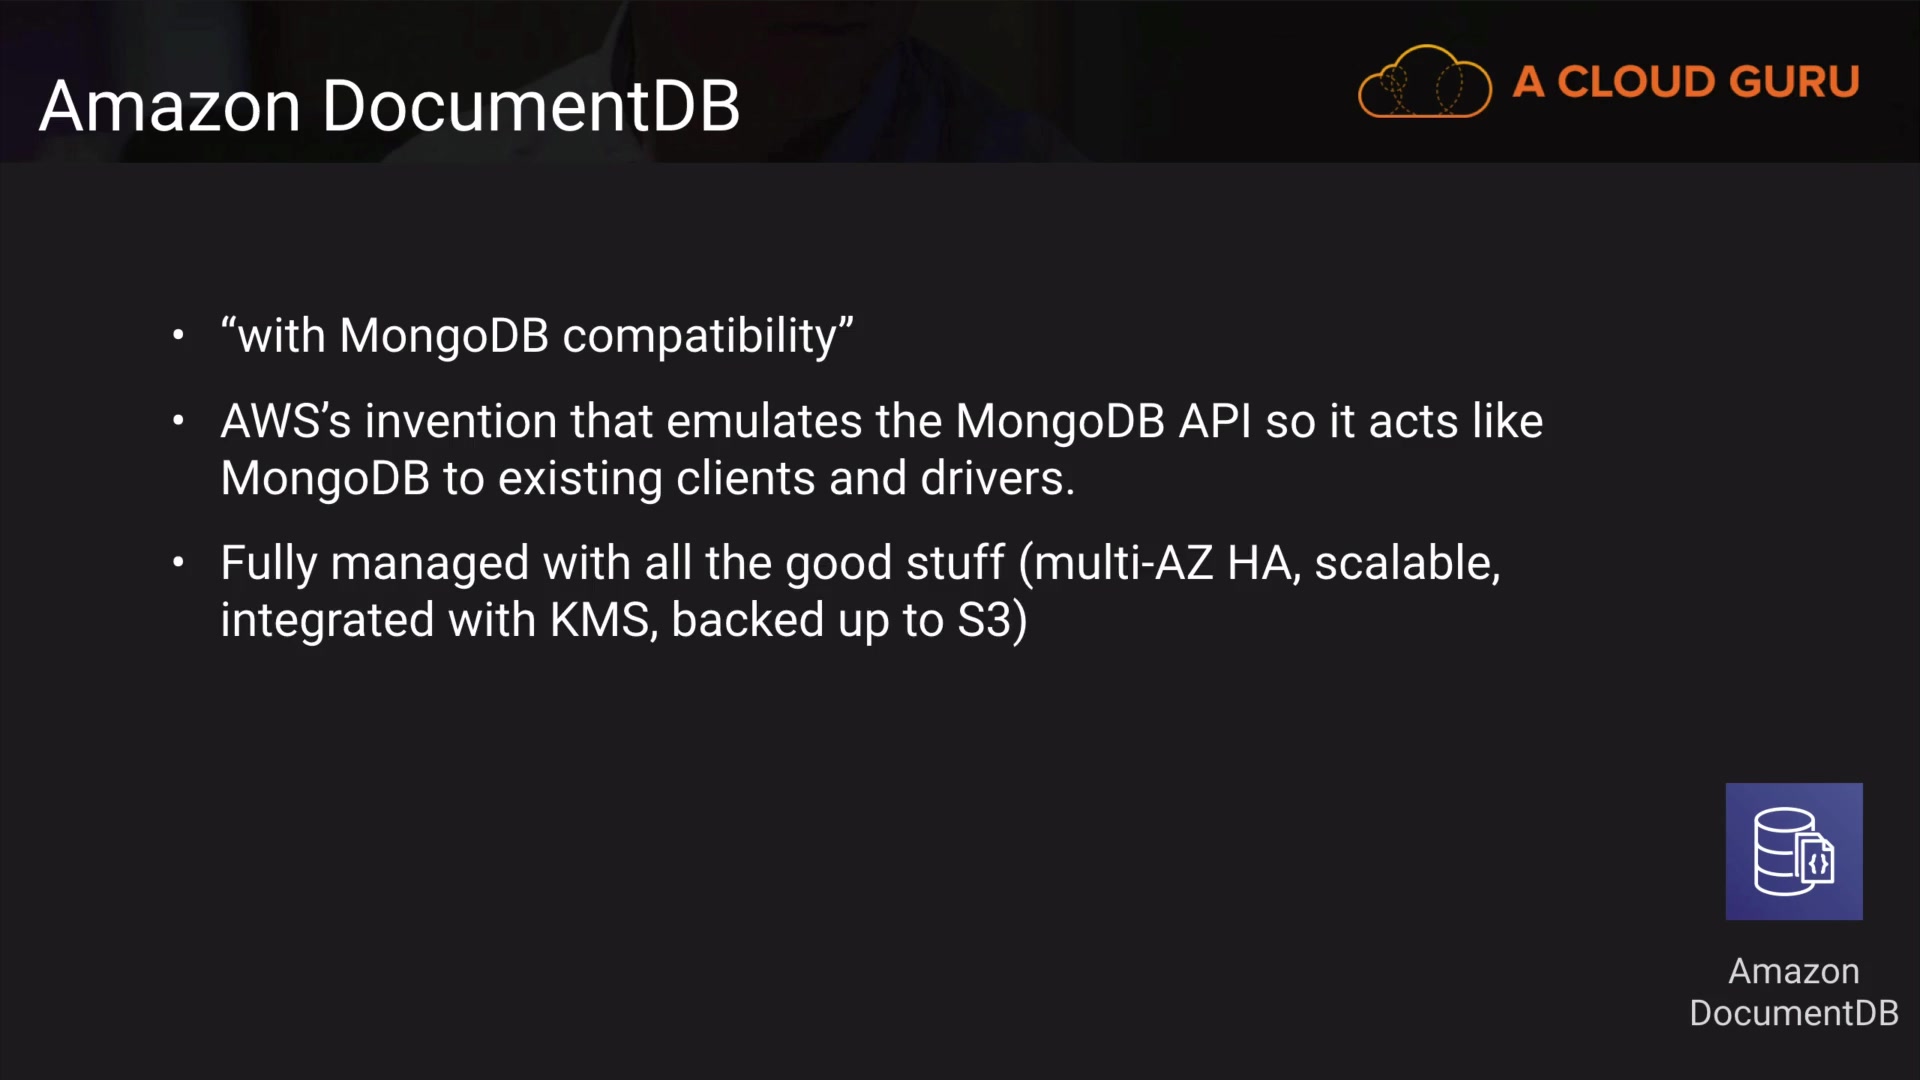 Amazon DocumentDB
A CLOUD GURU
• “with MongoDB compatibility”
• AWS’s invention that emulates the MongoDB API so it acts like
MongoDB to existing clients and drivers.
• Fully managed with all the good stuff (multi-AZ HA, scalable,
integrated with KMS, backed up to S3)
{}
Amazon
DocumentDB